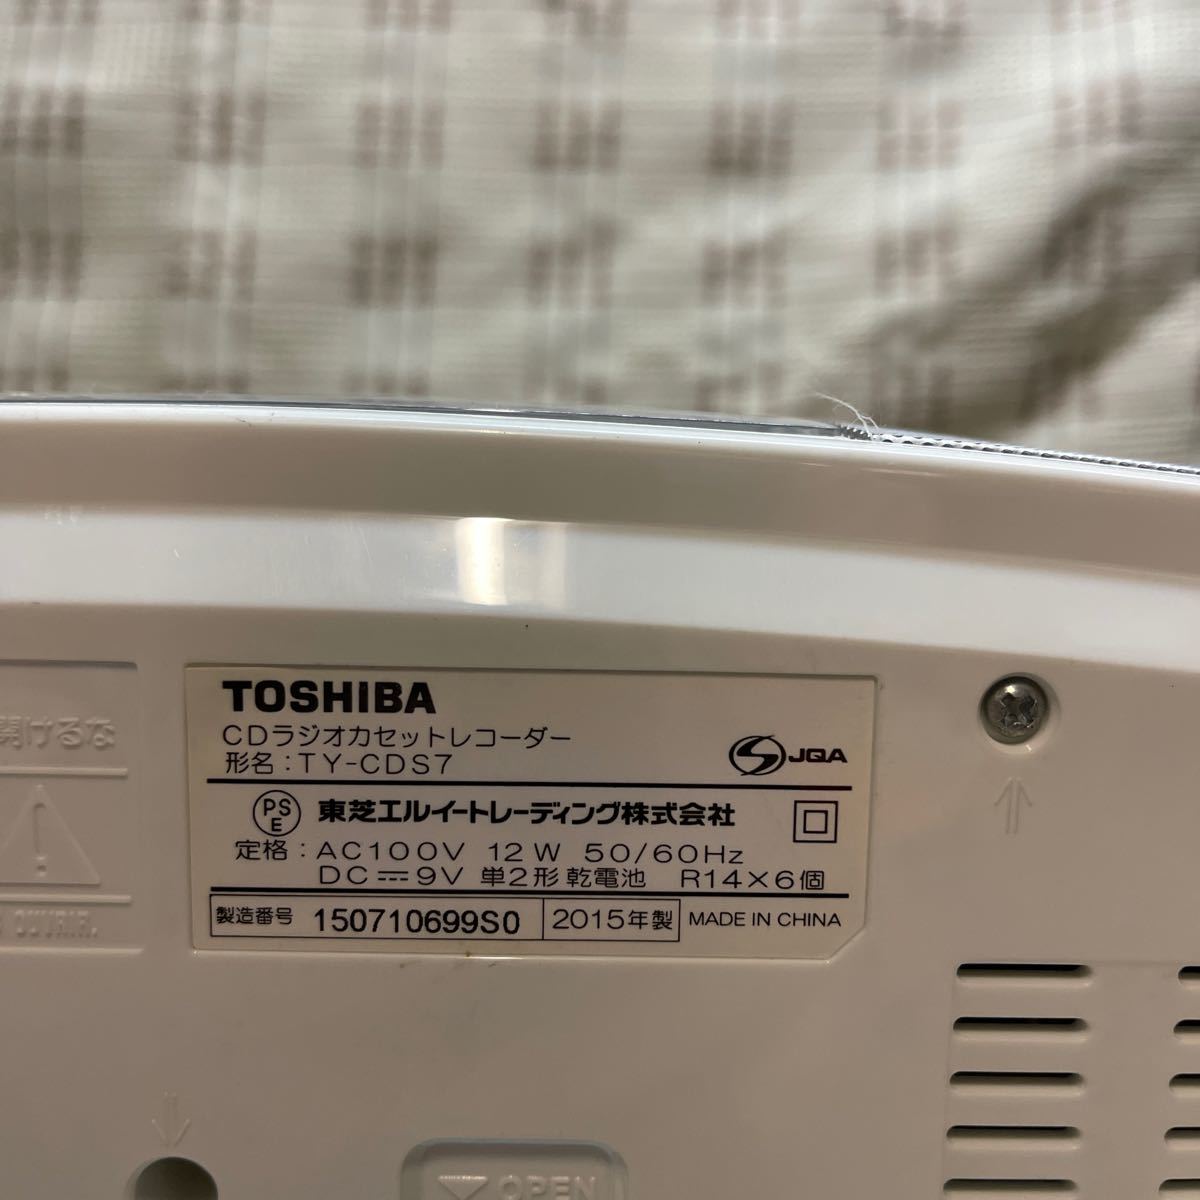 TOSHIBA
CDラジオカセットレコーダー
形名：TY-CDS7
JQA
PS
E
東芝エルイートレーディング株式会社
定格：AC100V 12W 50/60Hz
DC⎓9V 単2形乾電池 R14×6個
製造番号 150710699S0 2015年製 MADE IN CHINA
開けるな
OPEN